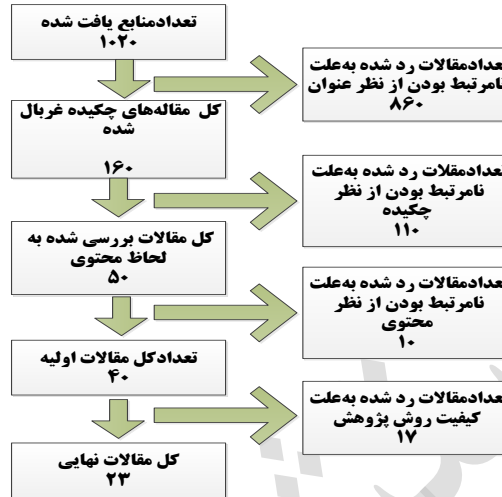 تعدادمنابع یافت شده
۱۰۲۰
تعدادمقالات رد شده به‌علت
نامرتبط بودن از نظر عنوان
۸۶۰
کل مقاله‌های چکیده غربال
شده
۱۶۰
تعدادمقلات رد شده به‌علت
نامرتبط بودن از نظر
چکیده
۱۱۰
کل مقالات بررسی شده به
لحاظ محتوی
۵۰
تعدادمقالات رد شده به‌علت
نامرتبط بودن از نظر
محتوی
۱۰
تعدادکل مقالات اولیه
۴۰
تعدادمقالات رد شده به‌علت
کیفیت روش پژوهش
۱۷
کل مقالات نهایی
۲۳